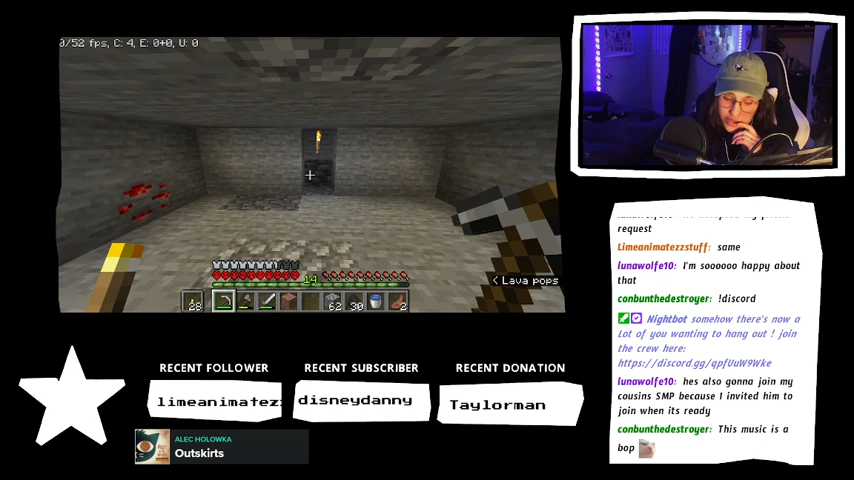 0/52 fps, C: 4, E: 0+0, U: 0
< Lava pops
14
28
62
30
2
request
Limeanimatezzstuff: same
lunawolfe10: I'm soooooo happy about
that
conbunthedestroyer: !discord
Nightbot somehow there's now a
Lot of you wanting to hang out ! join
the crew here:
https://discord.gg/qpfUuW9Wke
lunawolfe10: hes also gonna join my
cousins SMP because I invited him to
join when its ready
conbunthedestroyer: This music is a
bop
RECENT FOLLOWER
RECENT SUBSCRIBER
RECENT DONATION
limeanimatez
disneydanny
Taylorman
ALEC HOLOWKA
Outskirts